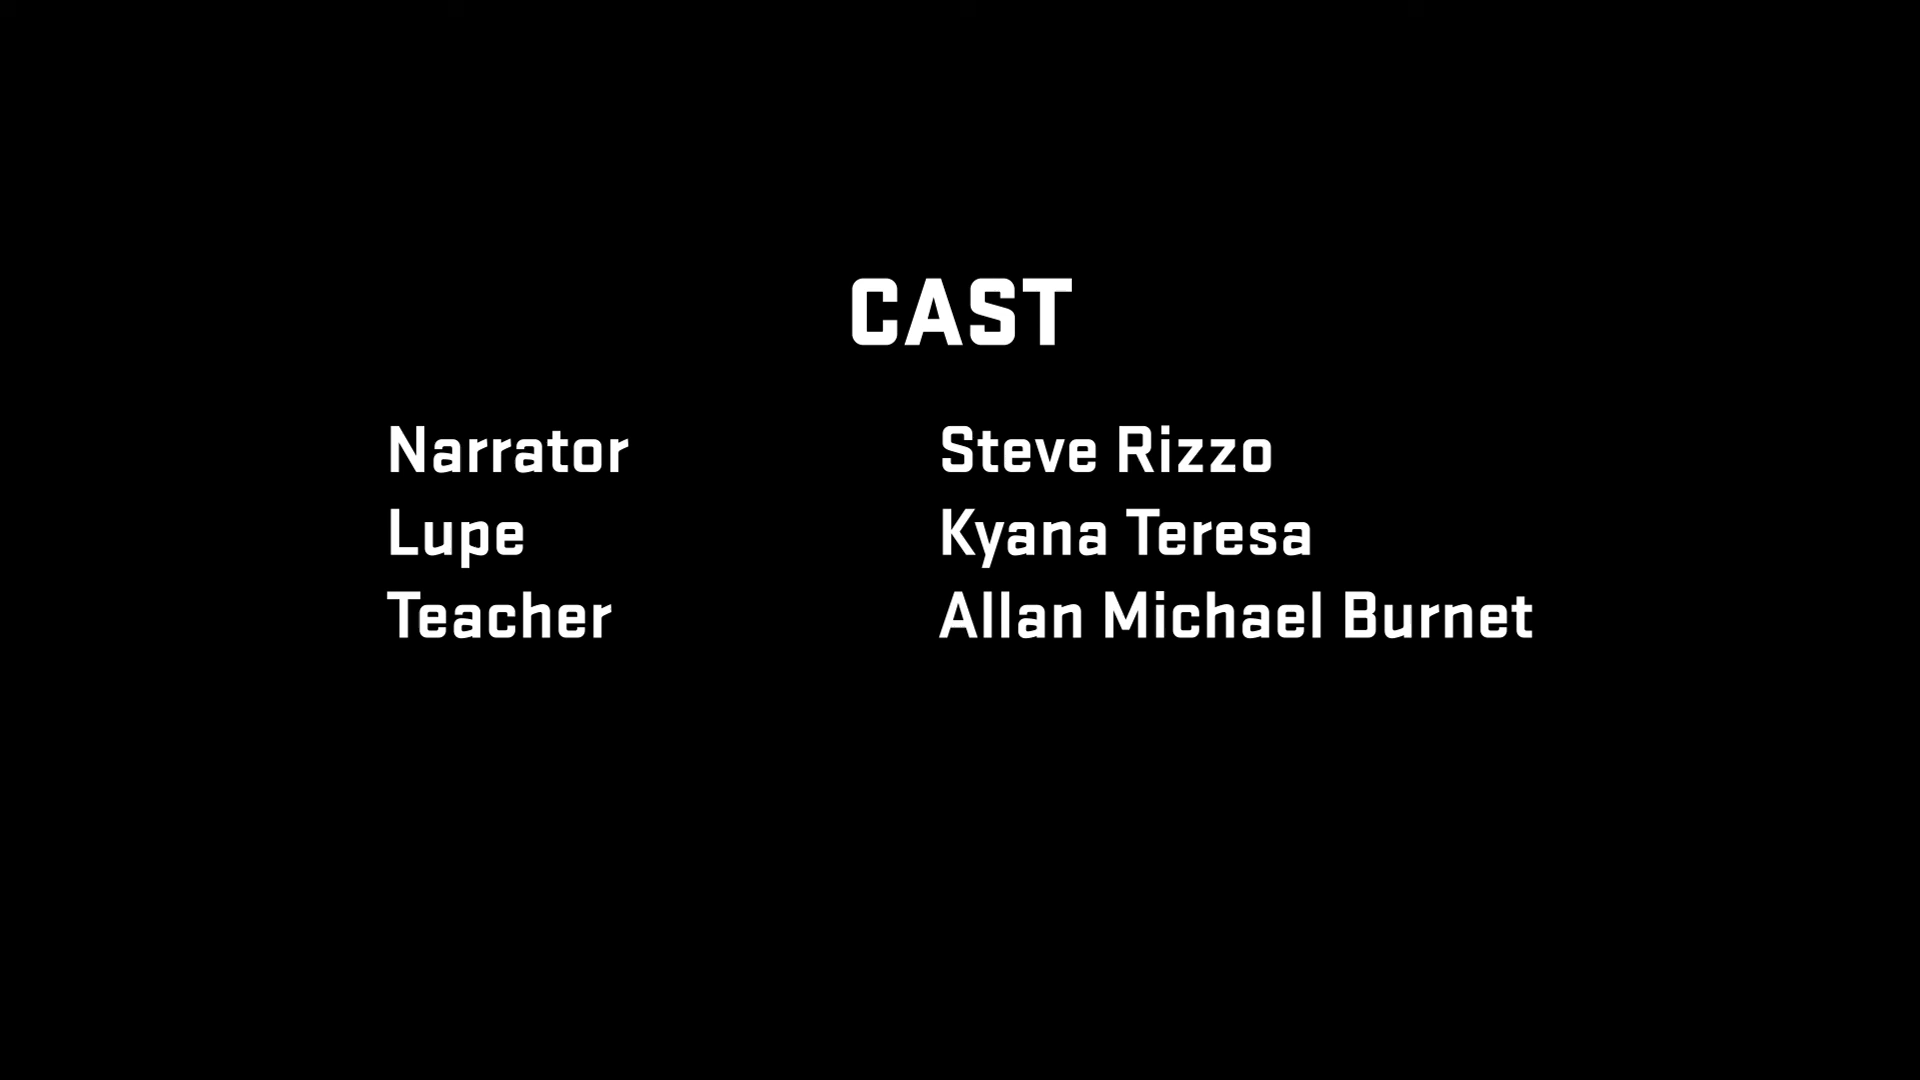 CAST
Narrator Steve Rizzo
Lupe Kyana Teresa
Teacher Allan Michael Burnet